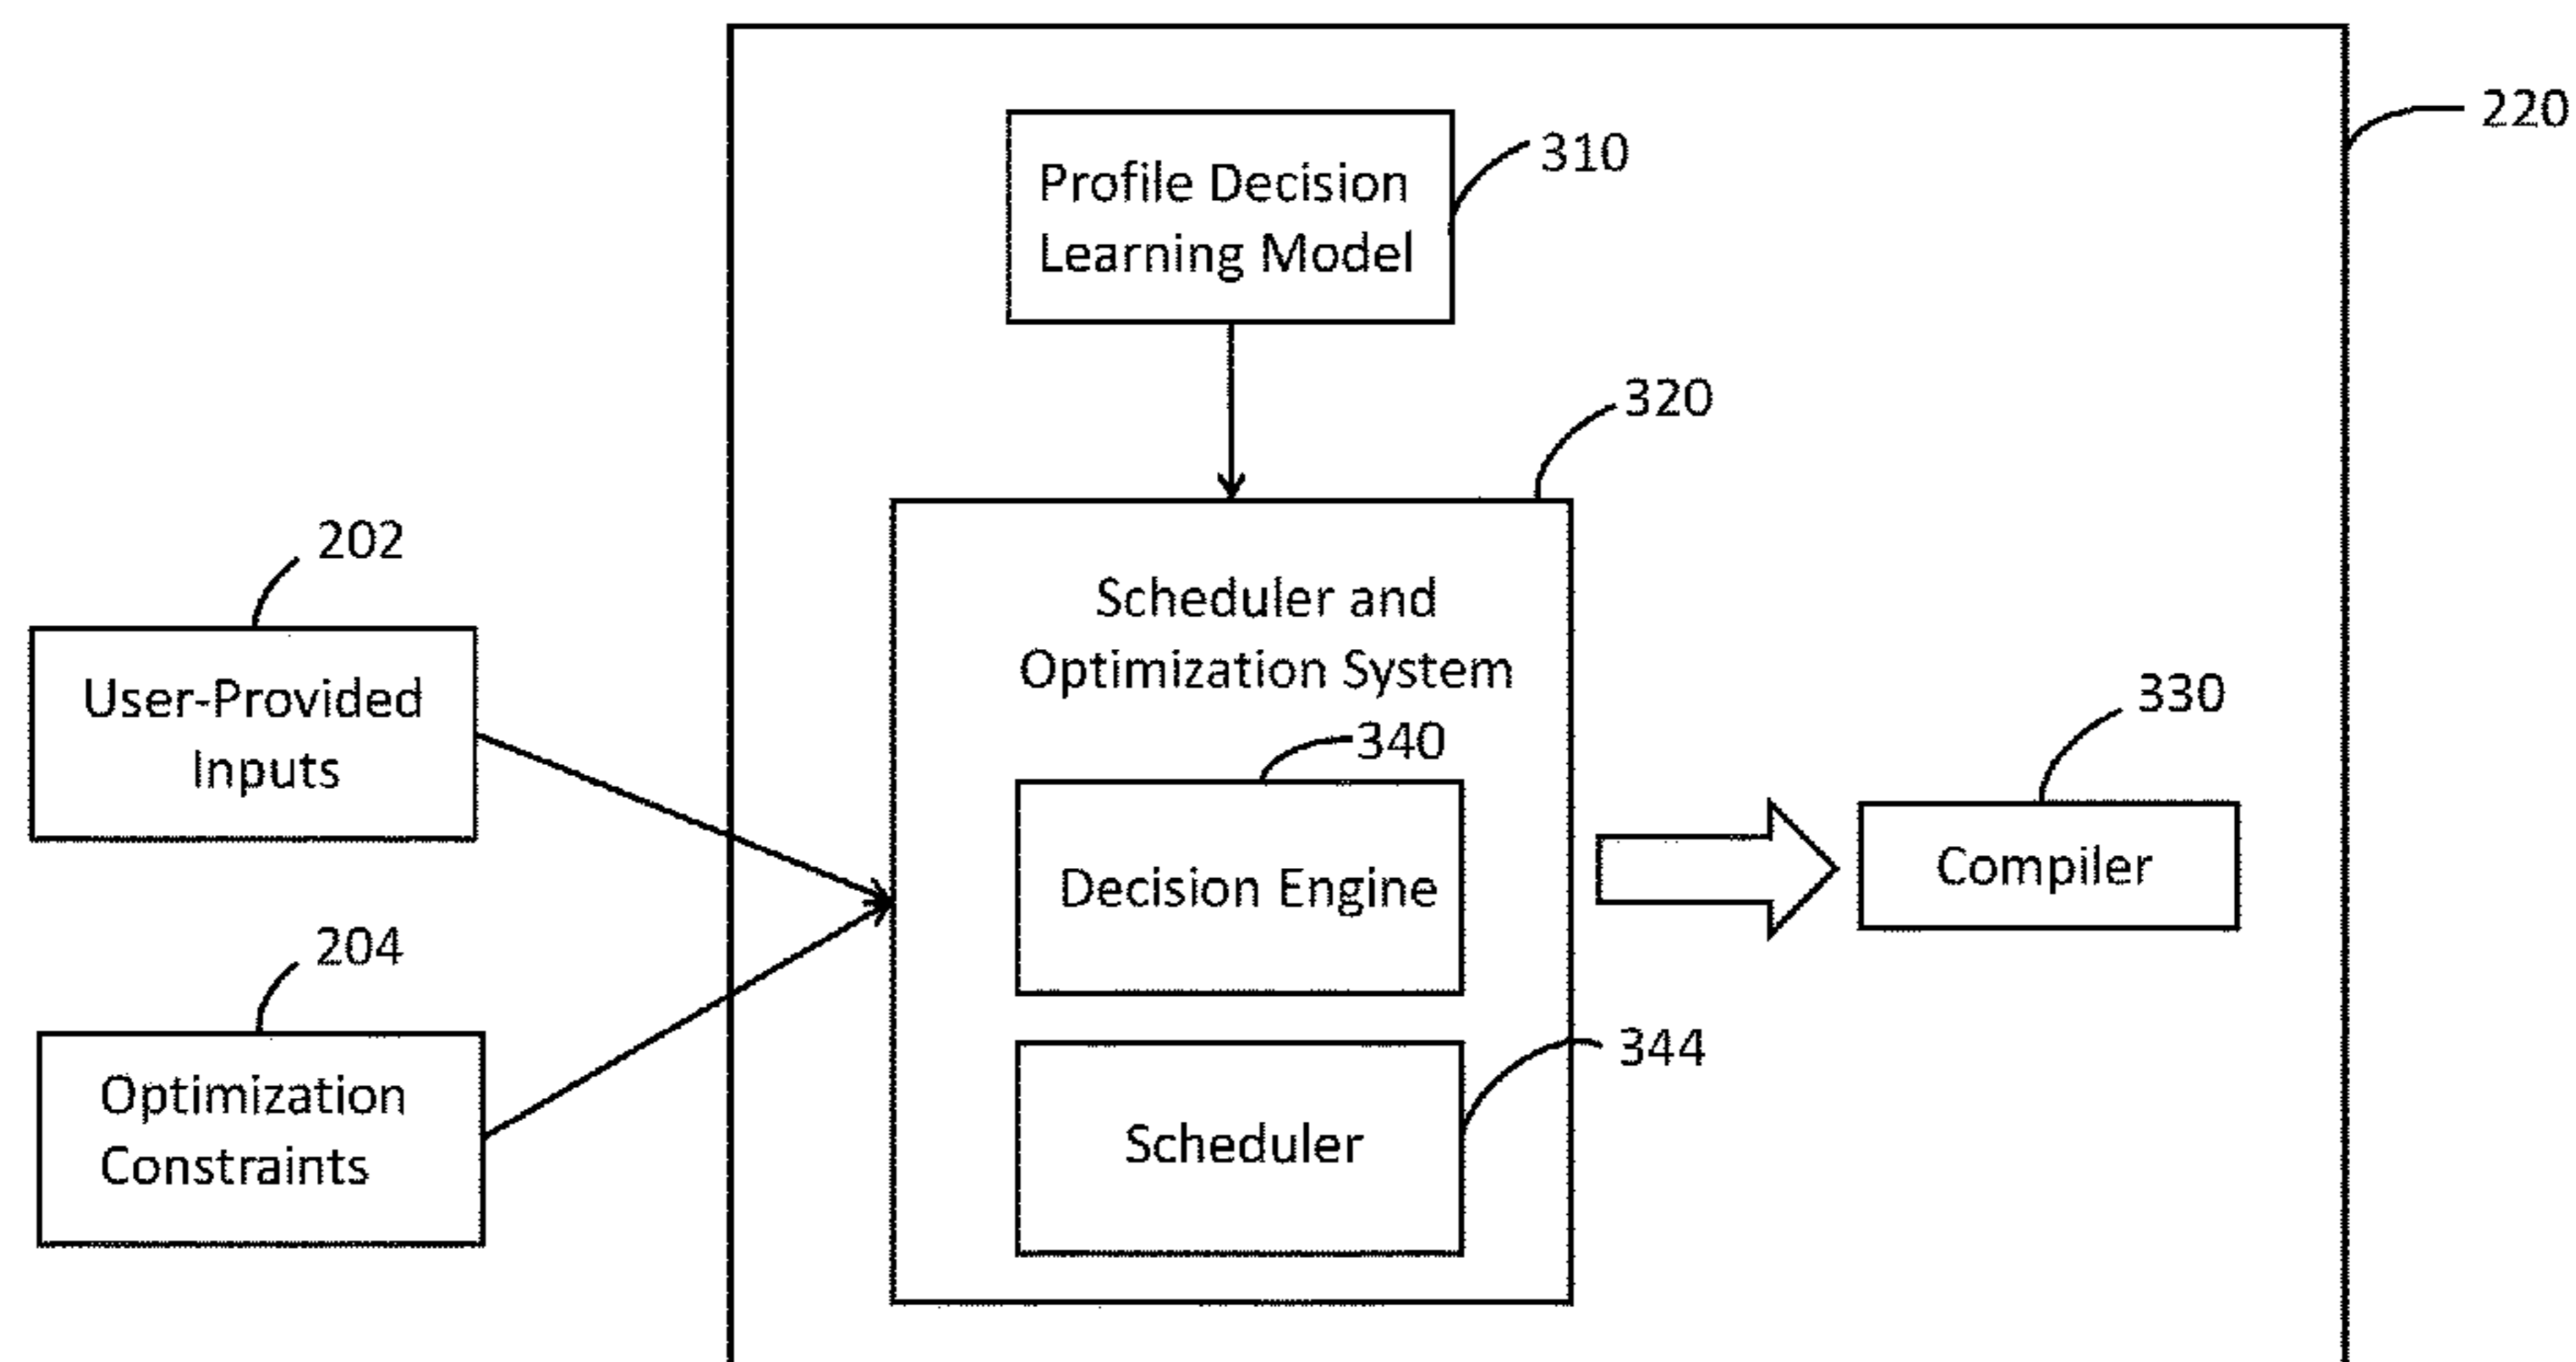 220
310
Profile Decision
Learning Model
320
202
Scheduler and
Optimization System
User-Provided
Inputs
340
330
Decision Engine
Compiler
204
344
Optimization
Constraints
Scheduler